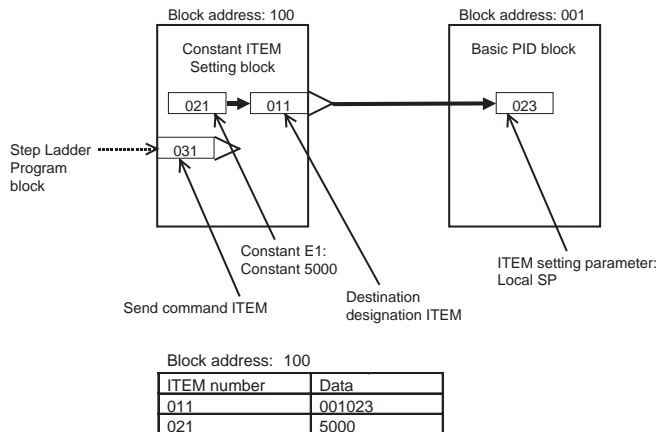 Block address: 100
Block address: 001
Constant ITEM
Setting block
Basic PID block
021
011
023
031
Step Ladder
Program
block
Constant E1:
Constant 5000
ITEM setting parameter:
Local SP
Send command ITEM
Destination
designation ITEM
Block address: 100
ITEM number Data
011 001023
021 5000